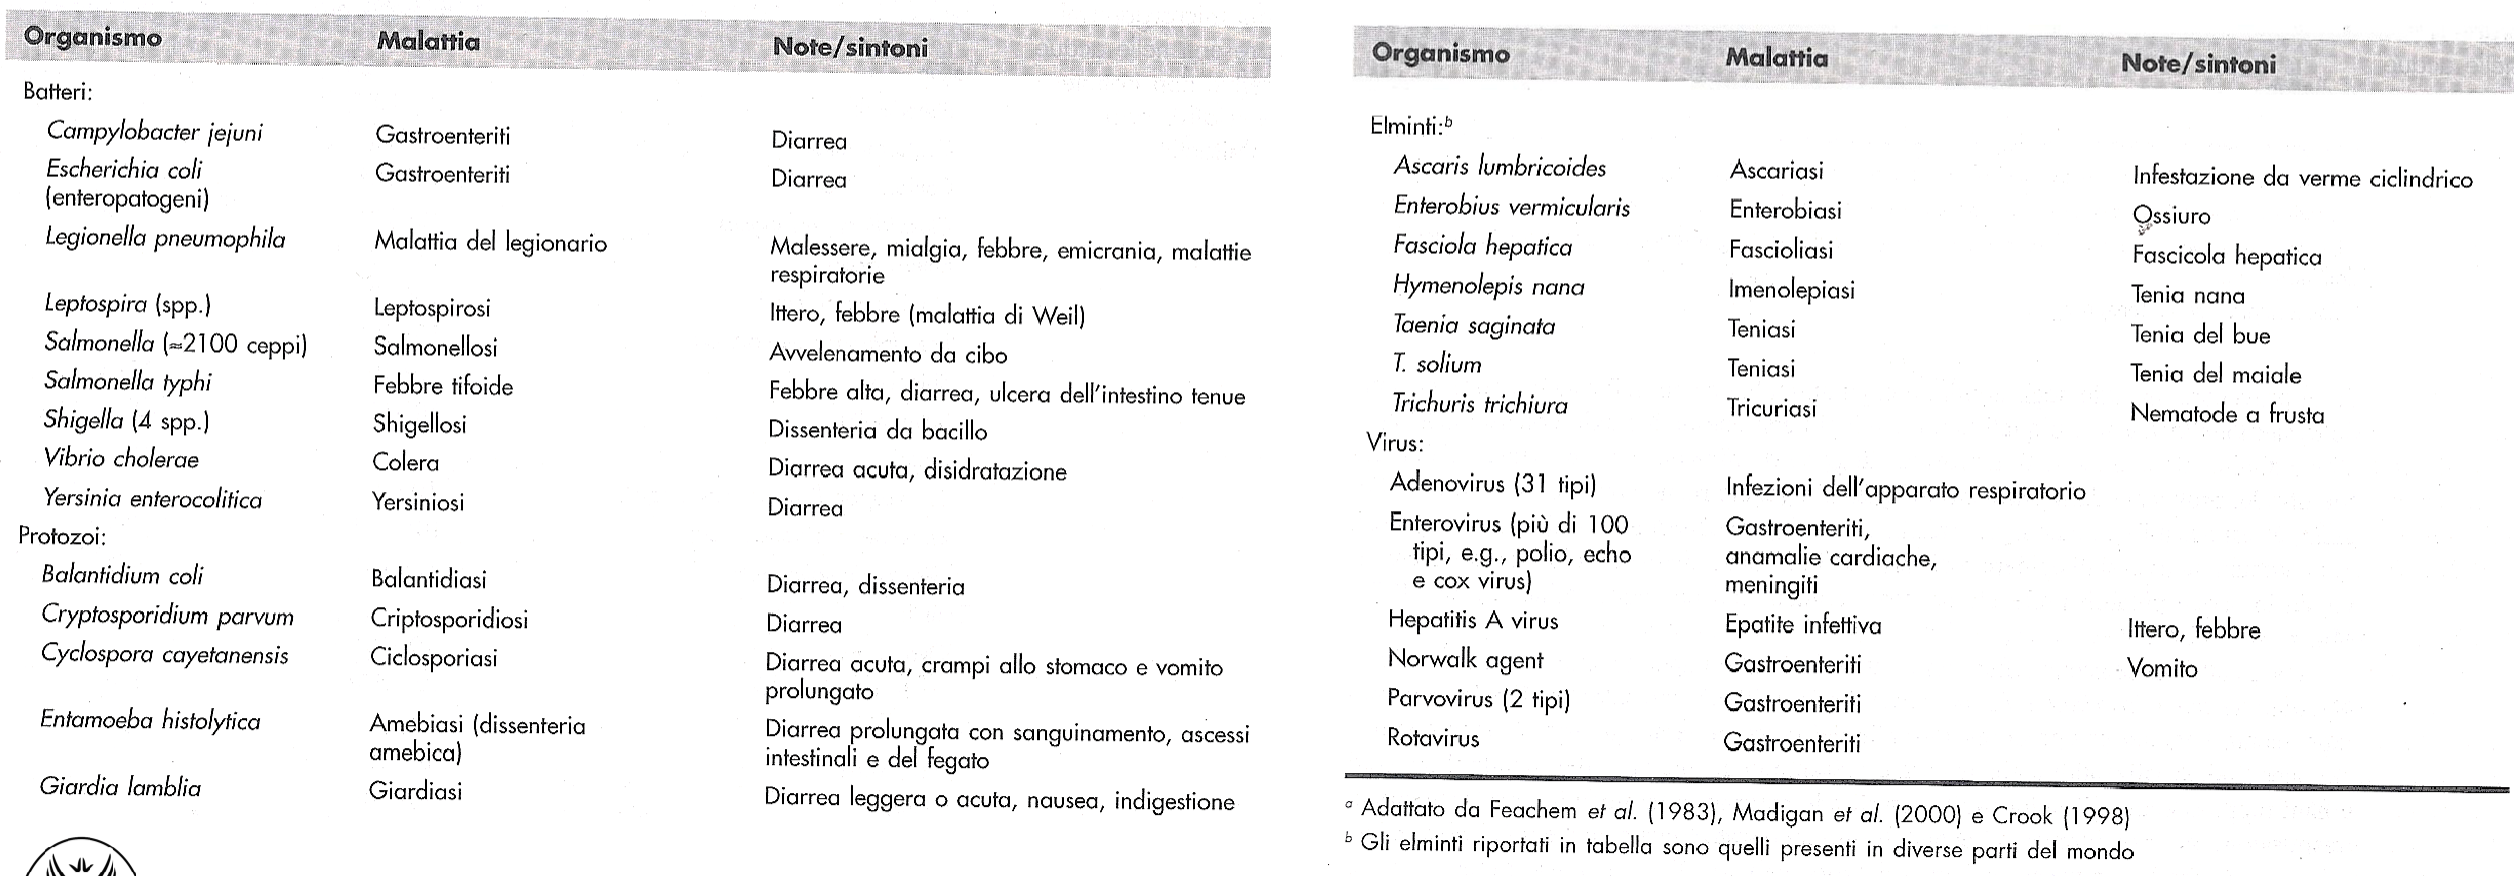 Organismo Malattia Note/sintoni
Batteri:
Campylobacter jejuni Gastroenteriti Diarrea
Escherichia coli Gastroenteriti Diarrea
(enteropatogeni)
Legionella pneumophila Malattia del legionario Malessere, mialgia, febbre, emicrania, malattie
respiratorie
Leptospira (spp.) Leptospirosi Ittero, febbre (malattia di Weil)
Salmonella (≈2100 ceppi) Salmonellosi Avvelenamento da cibo
Salmonella typhi Febbre tifoide Febbre alta, diarrea, ulcera dell'intestino tenue
Shigella (4 spp.) Shigellosi Dissenteria da bacillo
Vibrio cholerae Colera Diarrea acuta, disidratazione
Yersinia enterocolitica Yersiniosi Diarrea
Protozoi:
Balantidium coli Balantidiasi Diarrea, dissenteria
Cryptosporidium parvum Criptosporidiosi Diarrea
Cyclospora cayetanensis Ciclosporiasi Diarrea acuta, crampi allo stomaco e vomito
prolungato
Entamoeba histolytica Amebiasi (dissenteria Diarrea prolungata con sanguinamento, ascessi
amebica) intestinali e del fegato
Giardia lamblia Giardiasi Diarrea leggera o acuta, nausea, indigestione
Organismo Malattia Note/sintoni
Elminti:b
Ascaris lumbricoides Ascariasi Infestazione da verme ciclindrico
Enterobius vermicularis Enterobiasi Ossiuro
Fasciola hepatica Fascioliasi Fascicola hepatica
Hymenolepis nana Imenolepiasi Tenia nana
Taenia saginata Teniasi Tenia del bue
T. solium Teniasi Tenia del maiale
Trichuris trichiura Tricuriasi Nematode a frusta
Virus:
Adenovirus (31 tipi) Infezioni dell'apparato respiratorio
Enterovirus (più di 100 Gastroenteriti,
tipi, e.g., polio, echo anamalie cardiache,
e cox virus) meningiti
Hepatitis A virus Epatite infettiva Ittero, febbre
Norwalk agent Gastroenteriti Vomito
Parvovirus (2 tipi) Gastroenteriti
Rotavirus Gastroenteriti
a Adattato da Feachem et al. (1983), Madigan et al. (2000) e Crook (1998)
b Gli elminti riportati in tabella sono quelli presenti in diverse parti del mondo